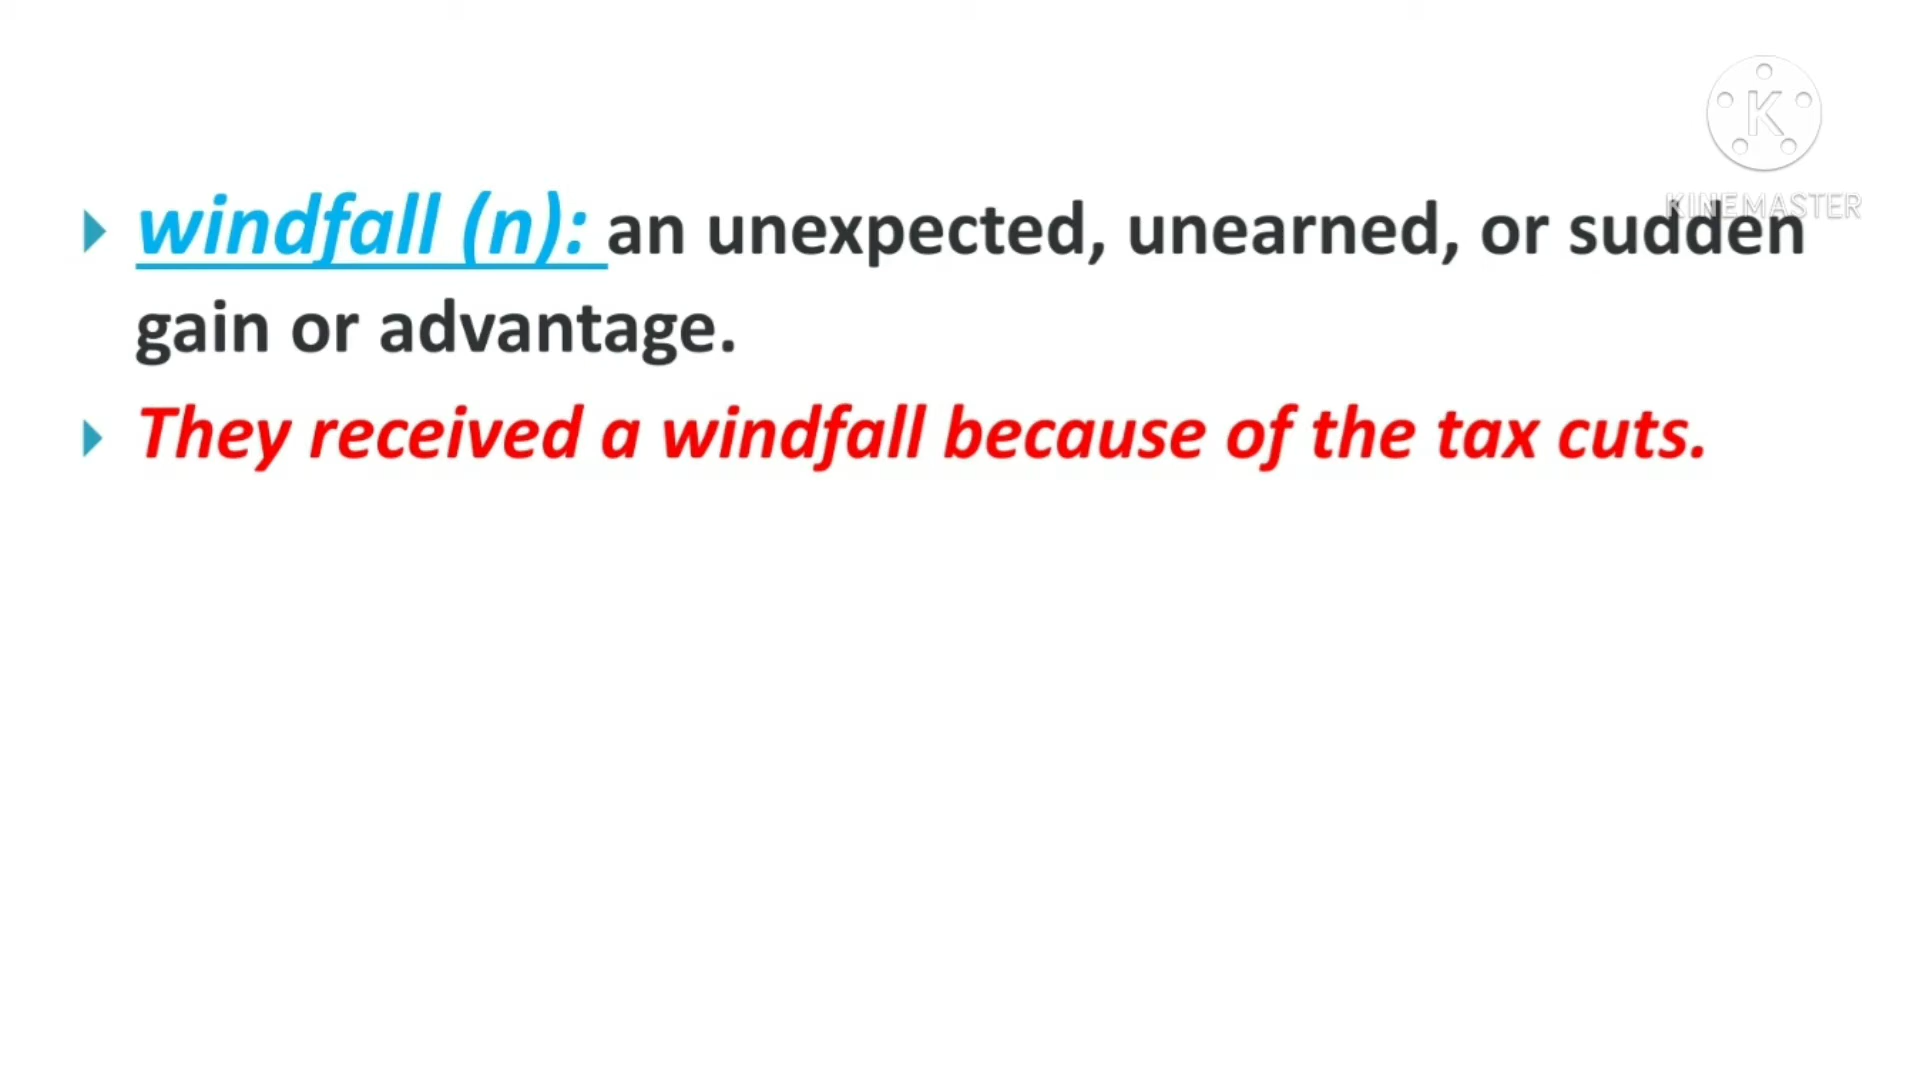 K
KINEMASTER
windfall (n): an unexpected, unearned, or sudden
gain or advantage.
They received a windfall because of the tax cuts.